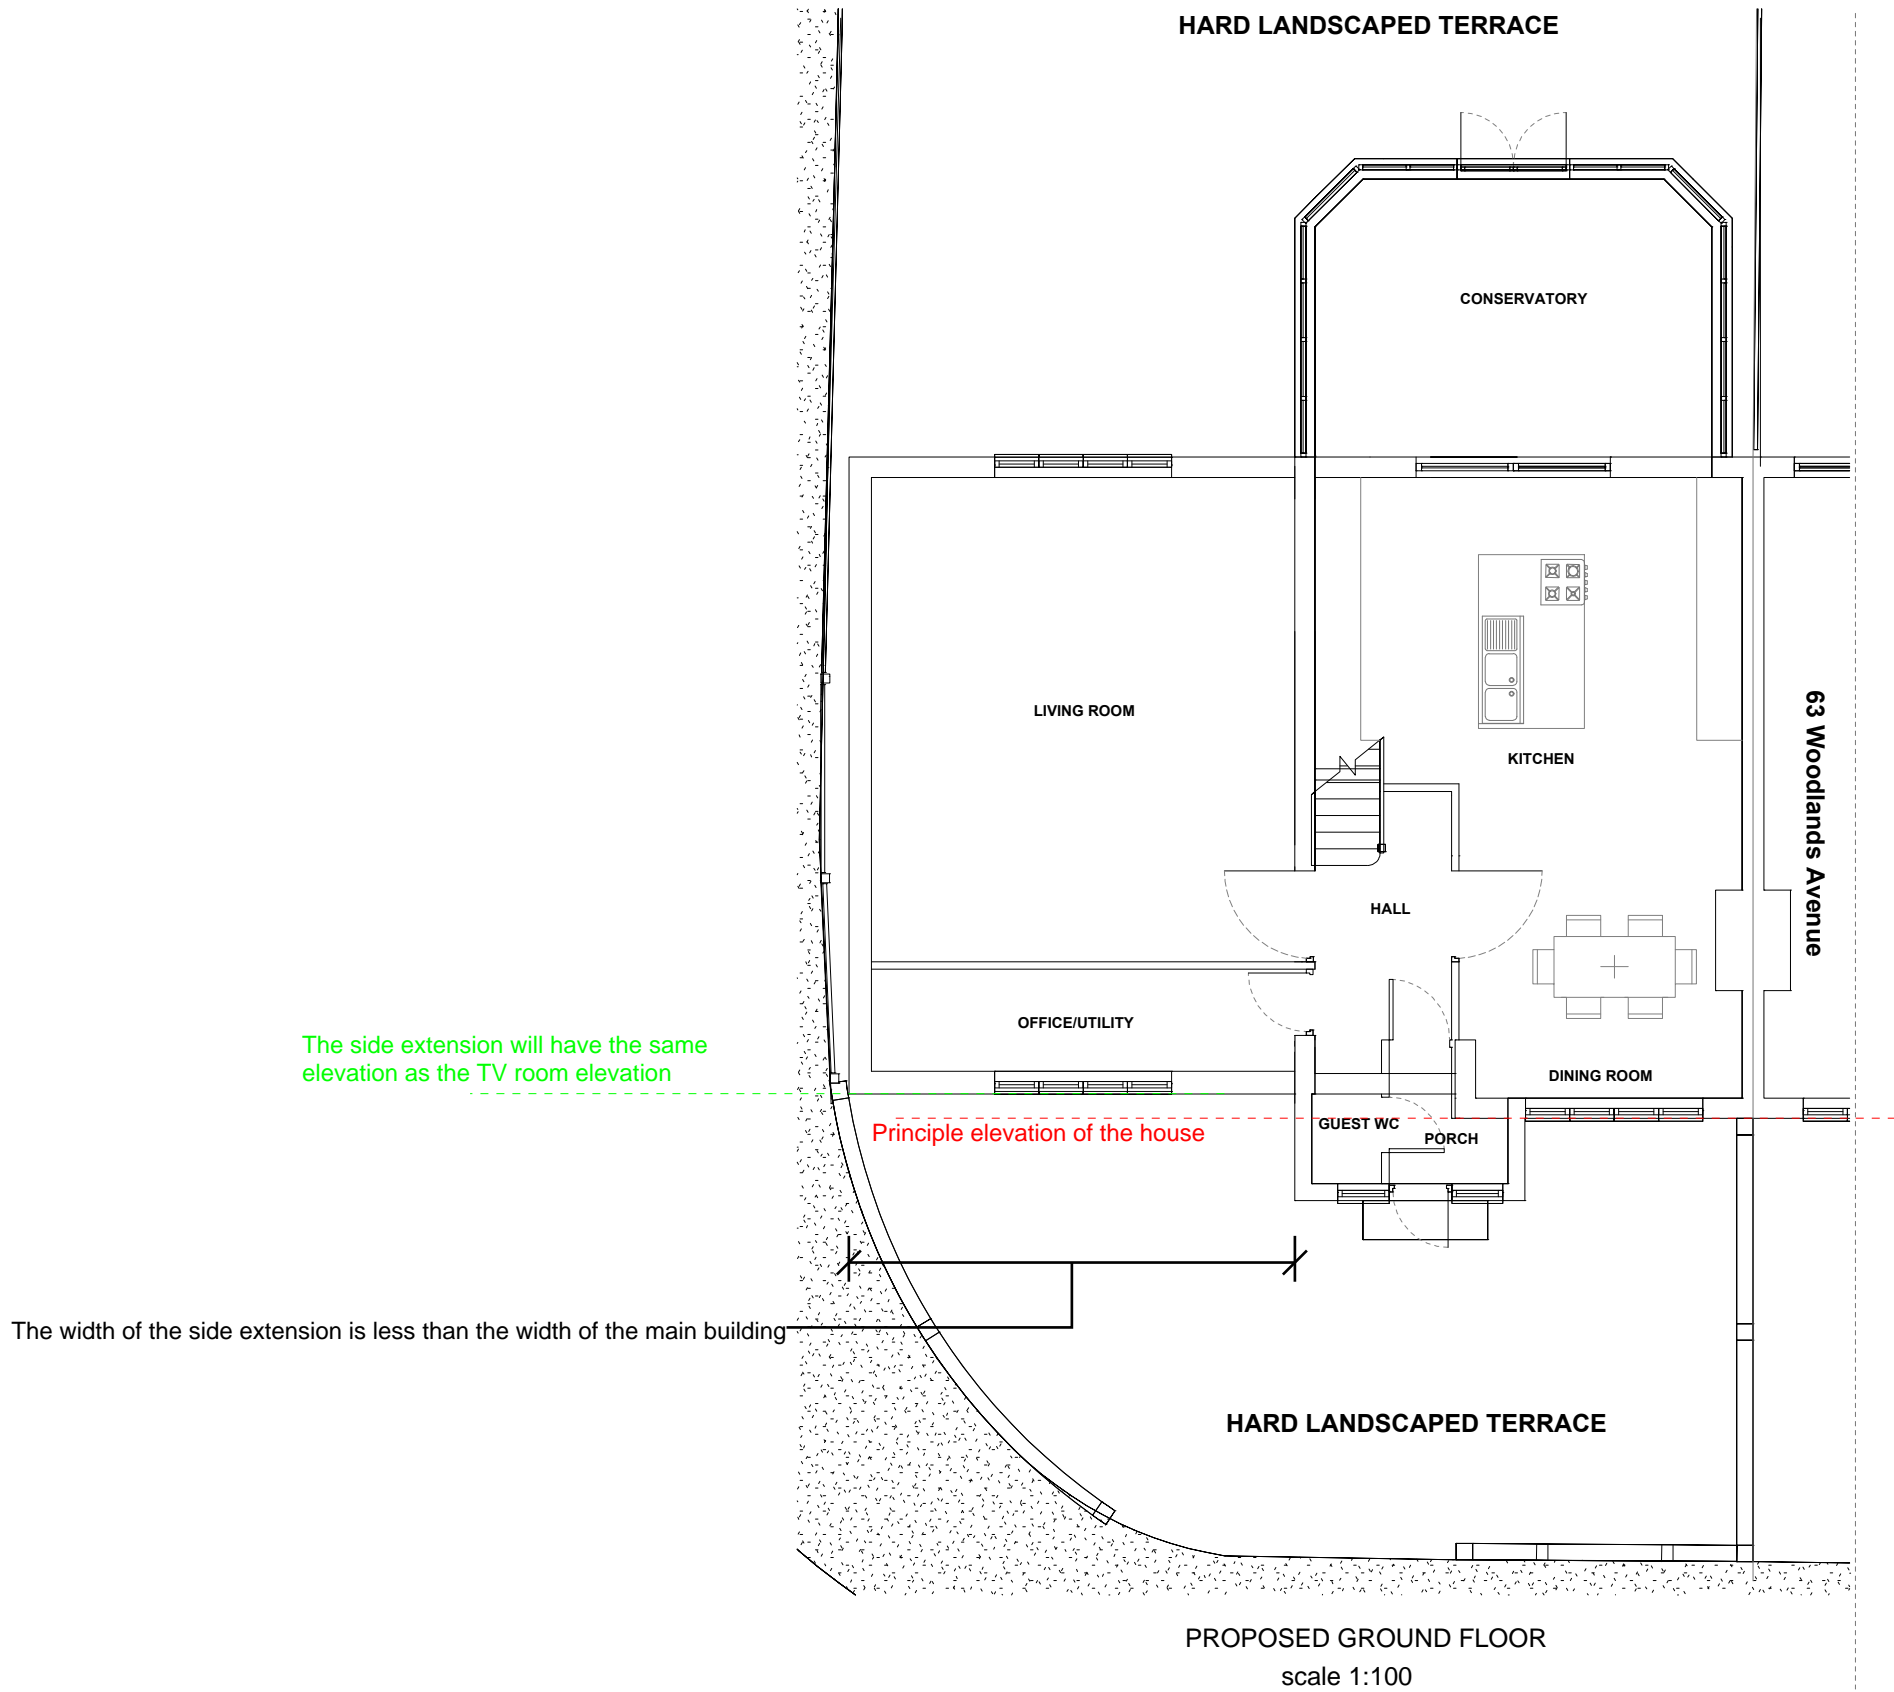 HARD LANDSCAPED TERRACE
CONSERVATORY
LIVING ROOM
KITCHEN
63 Woodlands Avenue
HALL
OFFICE/UTILITY
The side extension will have the same
elevation as the TV room elevation
DINING ROOM
GUEST WC
PORCH
Principle elevation of the house
The width of the side extension is less than the width of the main building
HARD LANDSCAPED TERRACE
PROPOSED GROUND FLOOR
scale 1:100